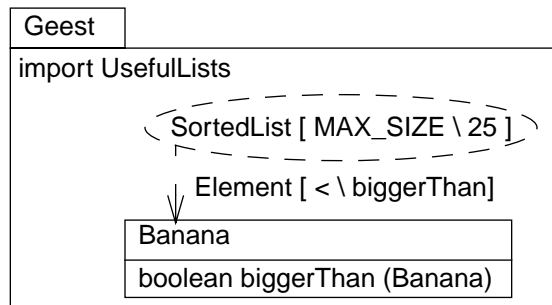 Geest
import UsefulLists
SortedList [ MAX_SIZE \ 25 ]
Element [ < \ biggerThan]
Banana
boolean biggerThan (Banana)